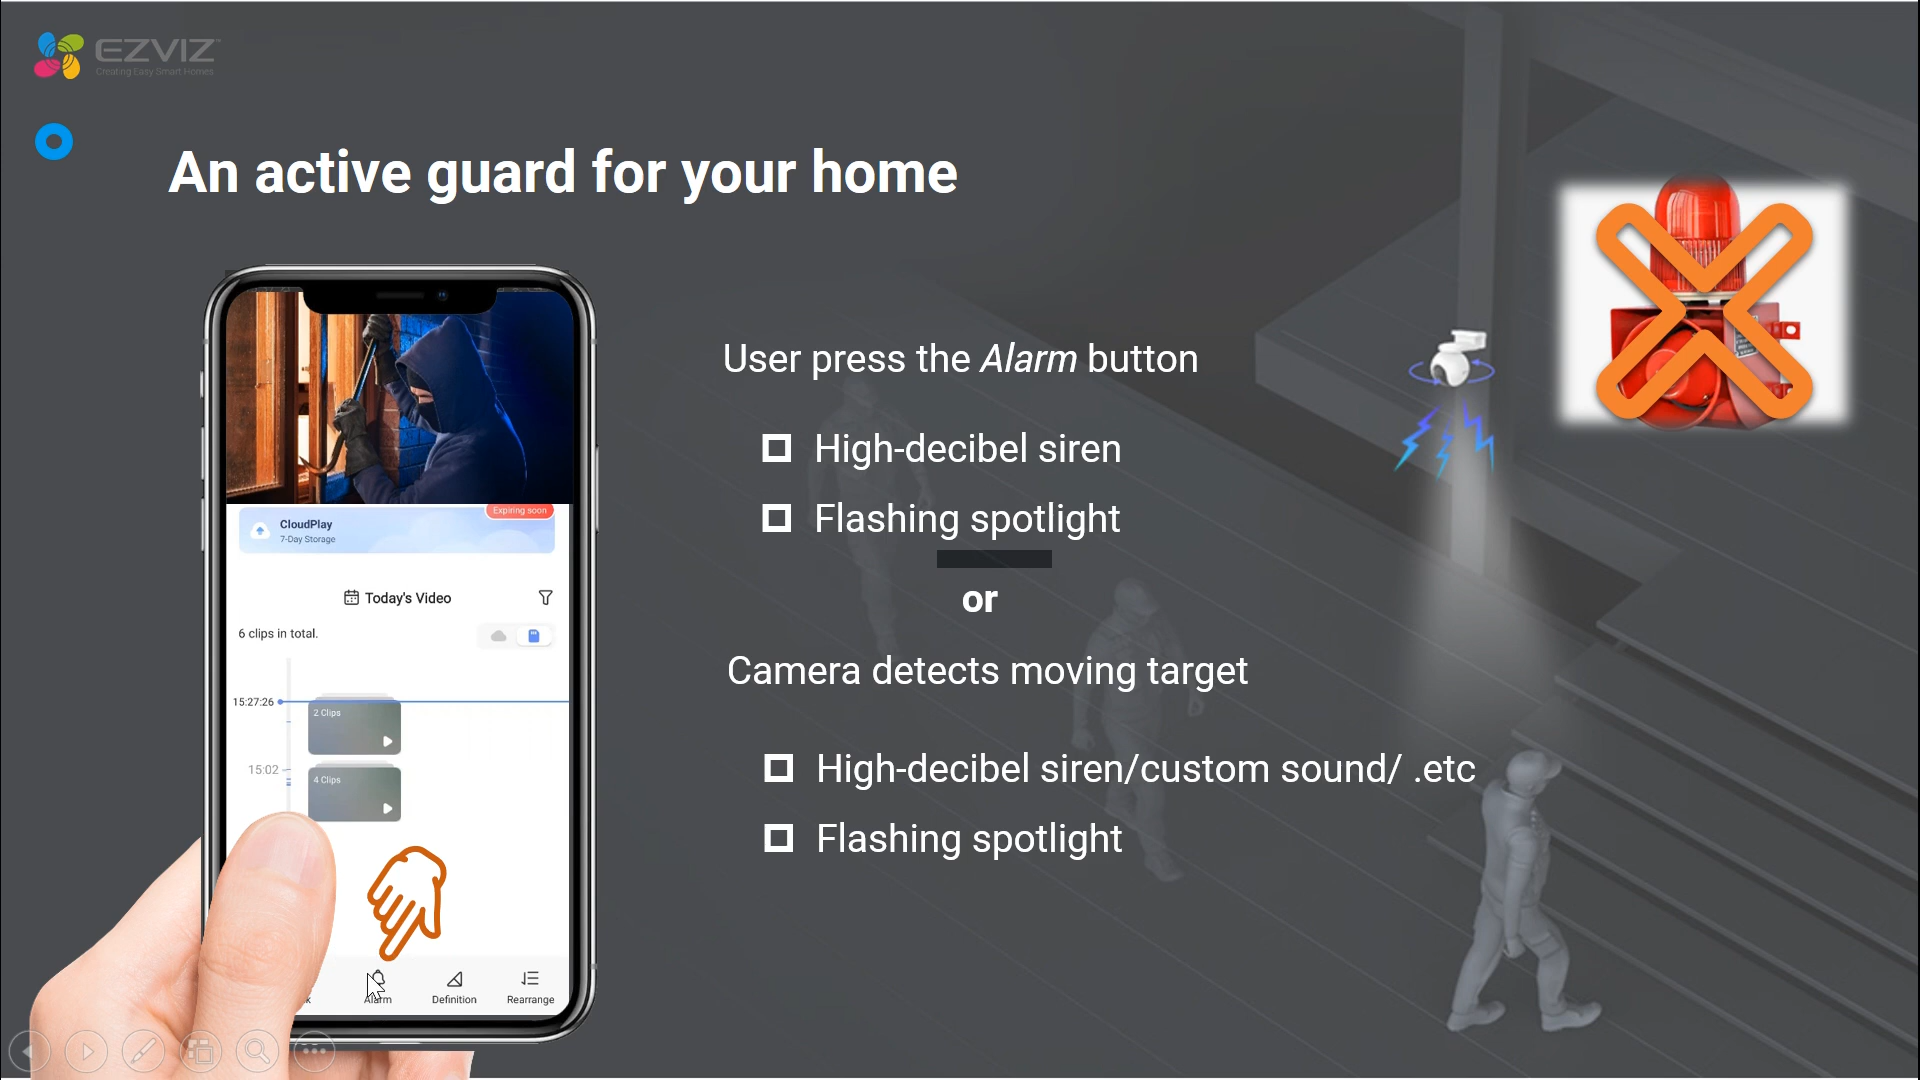 EZVIZ
Creating Easy Smart Homes
An active guard for your home
User press the Alarm button
High-decibel siren
Flashing spotlight
or
Camera detects moving target
High-decibel siren/custom sound/ .etc
Flashing spotlight
Expiring soon
CloudPlay
7-Day Storage
Today's Video
6 clips in total.
15:27:26
2 Clips
15:02
4 Clips
Alarm
Definition
Rearrange